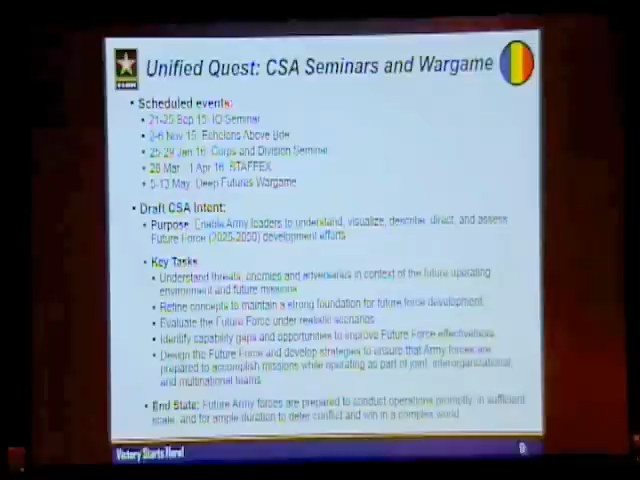 Unified Quest: CSA Seminars and Wargame
• Scheduled events:
• 21-25 Sep 15: IO Seminar
• 2-6 Nov 15: Echelons Above Bde
• 25-29 Jan 16: Corps and Division Seminar
• 28 Mar 1 Apr 16: STAFFEX
• 5-13 May: Deep Futures Wargame
• Draft CSA Intent:
• Purpose: Enable Army leaders to understand, visualize, describe, direct, and assess
Future Force (2025-2050) development efforts
• Key Tasks
• Understand threats, enemies and adversaries in context of the future operating
environment and future missions
• Refine concepts to maintain a strong foundation for future force development
• Evaluate the Future Force under realistic scenarios
• Identify capability gaps and opportunities to improve Future Force effectiveness
• Design the Future Force and develop strategies to ensure that Army forces are
prepared to accomplish missions while operating as part of joint, interorganizational,
and multinational teams
• End State: Future Army forces are prepared to conduct operations promptly, in sufficient
scale, and for ample duration to deter conflict and win in a complex world
Victory Starts Here!